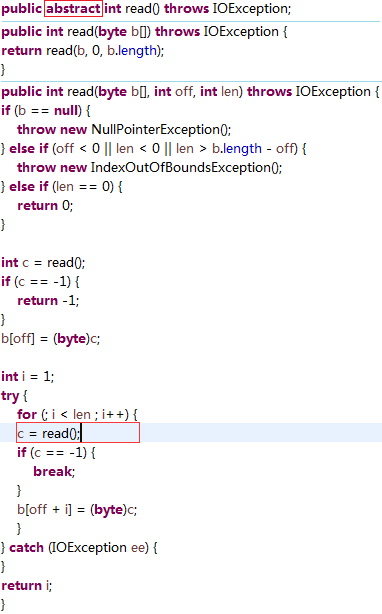 public abstract int read() throws IOException;
public int read(byte b[]) throws IOException {
return read(b, 0, b.length);
}
public int read(byte b[], int off, int len) throws IOException {
if (b == null) {
throw new NullPointerException();
} else if (off < 0 || len < 0 || len > b.length - off) {
throw new IndexOutOfBoundsException();
} else if (len == 0) {
return 0;
}
int c = read();
if (c == -1) {
return -1;
}
b[off] = (byte)c;
int i = 1;
try {
for (; i < len ; i++) {
c = read();
if (c == -1) {
break;
}
b[off + i] = (byte)c;
}
} catch (IOException ee) {
}
return i;
}